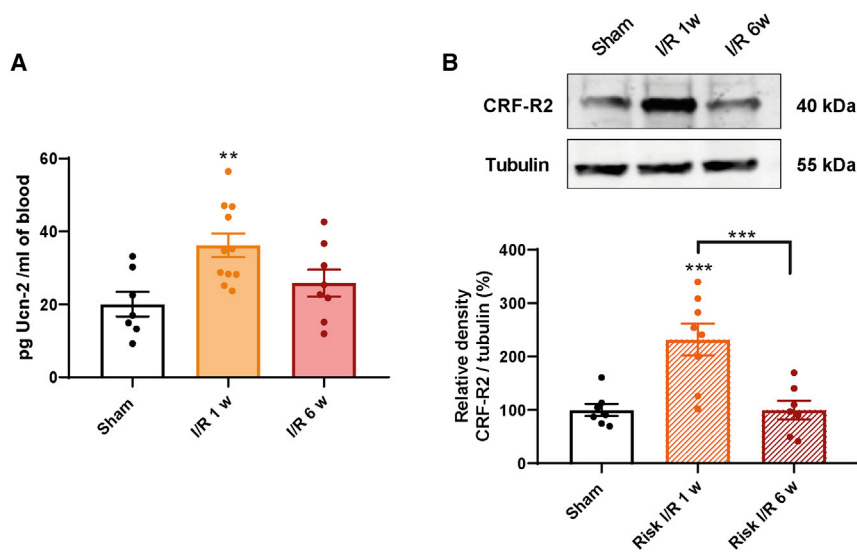 A
pg Ucn-2 /ml of blood
60
40
20
0
**
Sham
I/R 1 w
I/R 6 w
B
Sham
I/R 1w
I/R 6w
CRF-R2
40 kDa
Tubulin
55 kDa
Relative density
CRF-R2 / tubulin (%)
400
300
200
100
0
***
***
Sham
Risk I/R 1 w
Risk I/R 6 w